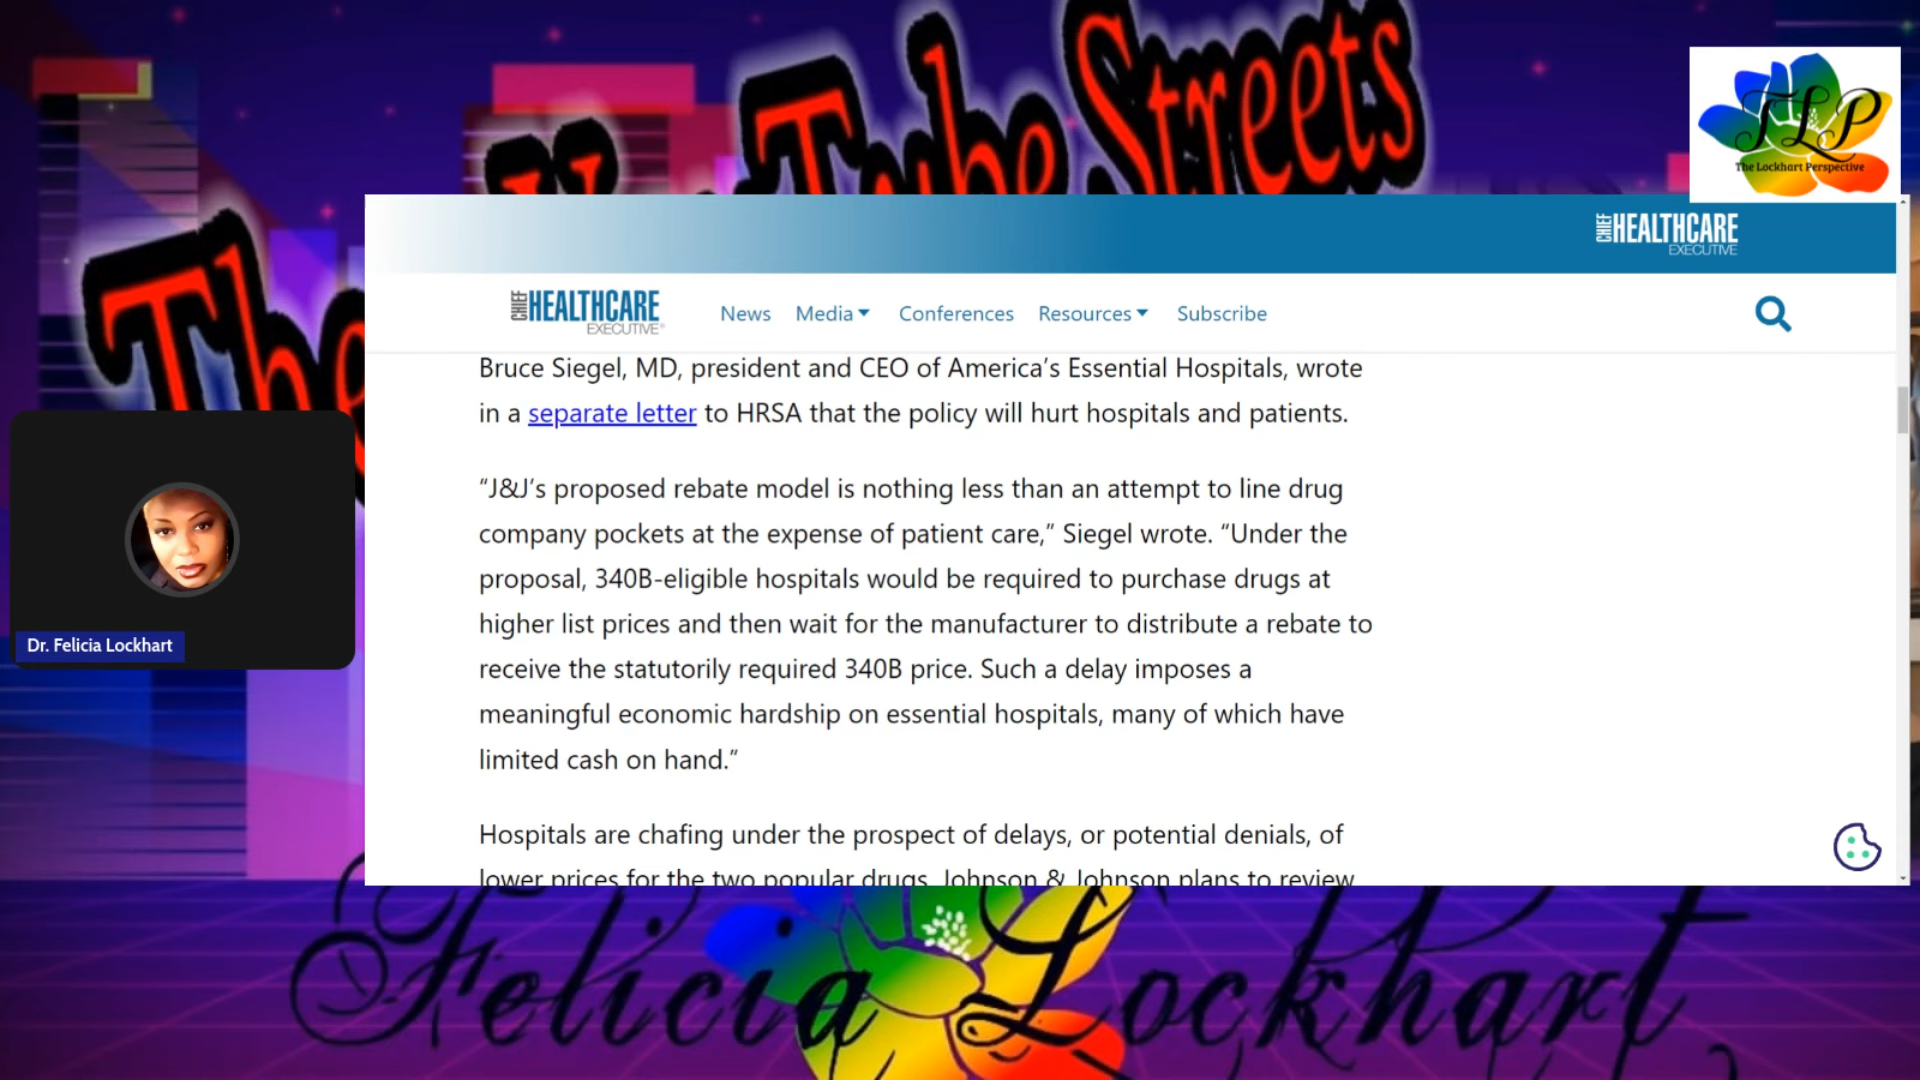 The YouTube Streets
TLP
The Lockhart Perspective
CHIEF HEALTHCARE EXECUTIVE
CHIEF HEALTHCARE EXECUTIVE®
News Media Conferences Resources Subscribe
Bruce Siegel, MD, president and CEO of America’s Essential Hospitals, wrote
in a separate letter to HRSA that the policy will hurt hospitals and patients.
“J&J’s proposed rebate model is nothing less than an attempt to line drug
company pockets at the expense of patient care,” Siegel wrote. “Under the
proposal, 340B-eligible hospitals would be required to purchase drugs at
higher list prices and then wait for the manufacturer to distribute a rebate to
receive the statutorily required 340B price. Such a delay imposes a
meaningful economic hardship on essential hospitals, many of which have
limited cash on hand.”
Hospitals are chafing under the prospect of delays, or potential denials, of
lower prices for the two popular drugs. Johnson & Johnson plans to review
Dr. Felicia Lockhart
Felicia Lockhart